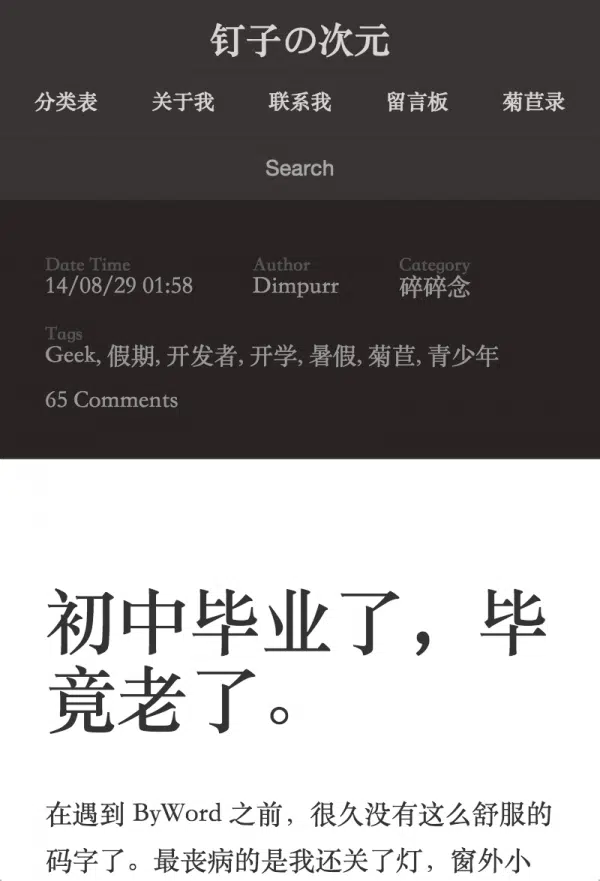 钉子の次元
分类表 关于我 联系我 留言板 菊苣录
Search
Date Time Author Category
14/08/29 01:58 Dimpurr 碎碎念
Tags
Geek, 假期, 开发者, 开学, 暑假, 菊苣, 青少年
65 Comments
初中毕业了，毕
竟老了。
在遇到 ByWord 之前，很久没有这么舒服的
码字了。最丧病的是我还关了灯，窗外小